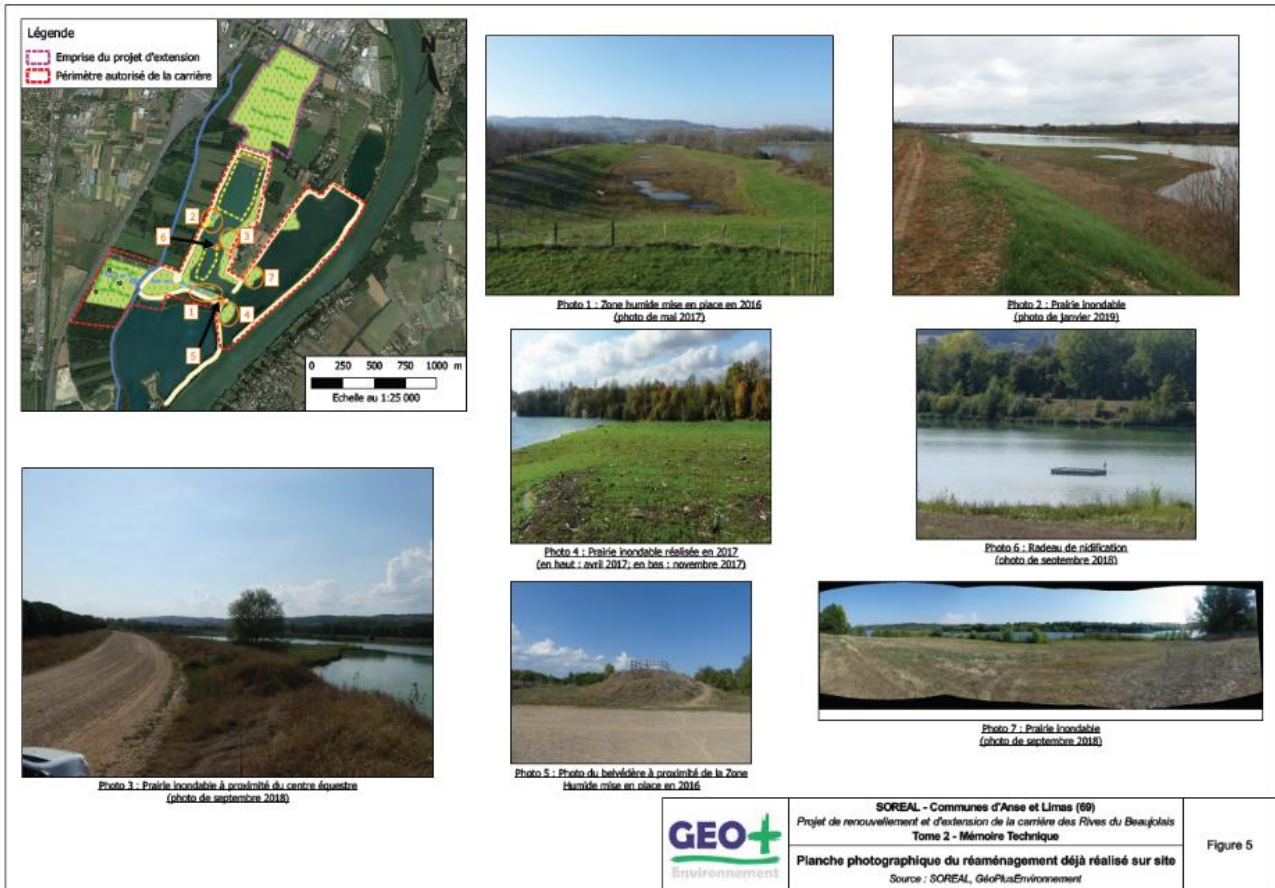 Légende
Emprise du projet d'extension
Périmètre autorisé de la carrière
N
2
6
3
7
1
4
5
0 250 500 750 1000 m
Echelle au 1:25 000
Photo 1 : Zone humide mise en place en 2016
(photo de mai 2017)
Photo 2 : Prairie inondable
(photo de janvier 2019)
Photo 4 : Prairie inondable réalisée en 2017
(en haut : avril 2017; en bas : novembre 2017)
Photo 6 : Radeau de nidification
(photo de septembre 2018)
Photo 3 : Prairie inondable à proximité du centre équestre
(photo de septembre 2018)
Photo 5 : Photo du belvédère à proximité de la Zone
Humide mise en place en 2016
Photo 7 : Prairie inondable
(photo de septembre 2018)
GEO+
Environnement
SOREAL - Communes d'Anse et Limas (69)
Projet de renouvellement et d'extension de la carrière des Rives du Beaujolais
Tome 2 - Mémoire Technique
Planche photographique du réaménagement déjà réalisé sur site
Source : SOREAL, GéoPlusEnvironnement
Figure 5